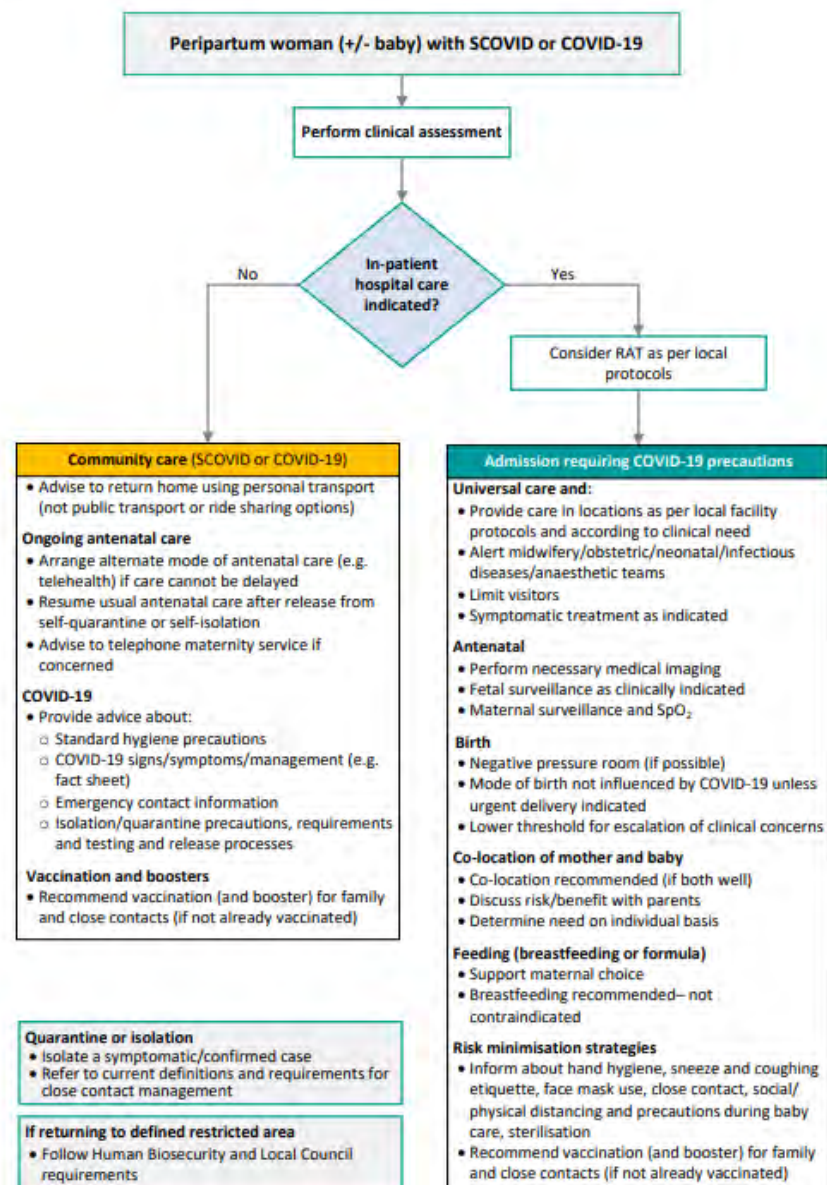 Peripartum woman (+/- baby) with SCOVID or COVID-19
Perform clinical assessment
In-patient
hospital care
indicated?
No
Yes
Consider RAT as per local
protocols
Community care (SCOVID or COVID-19)
• Advise to return home using personal transport
(not public transport or ride sharing options)
Ongoing antenatal care
• Arrange alternate mode of antenatal care (e.g.
telehealth) if care cannot be delayed
• Resume usual antenatal care after release from
self-quarantine or self-isolation
• Advise to telephone maternity service if
concerned
COVID-19
• Provide advice about:
o Standard hygiene precautions
o COVID-19 signs/symptoms/management (e.g.
fact sheet)
o Emergency contact information
o Isolation/quarantine precautions, requirements
and testing and release processes
Vaccination and boosters
• Recommend vaccination (and booster) for family
and close contacts (if not already vaccinated)
Quarantine or isolation
• Isolate a symptomatic/confirmed case
• Refer to current definitions and requirements for
close contact management
If returning to defined restricted area
• Follow Human Biosecurity and Local Council
requirements
Admission requiring COVID-19 precautions
Universal care and:
• Provide care in locations as per local facility
protocols and according to clinical need
• Alert midwifery/obstetric/neonatal/infectious
diseases/anaesthetic teams
• Limit visitors
• Symptomatic treatment as indicated
Antenatal
• Perform necessary medical imaging
• Fetal surveillance as clinically indicated
• Maternal surveillance and SpO₂
Birth
• Negative pressure room (if possible)
• Mode of birth not influenced by COVID-19 unless
urgent delivery indicated
• Lower threshold for escalation of clinical concerns
Co-location of mother and baby
• Co-location recommended (if both well)
• Discuss risk/benefit with parents
• Determine need on individual basis
Feeding (breastfeeding or formula)
• Support maternal choice
• Breastfeeding recommended– not
contraindicated
Risk minimisation strategies
• Inform about hand hygiene, sneeze and coughing
etiquette, face mask use, close contact, social/
physical distancing and precautions during baby
care, sterilisation
• Recommend vaccination (and booster) for family
and close contacts (if not already vaccinated)